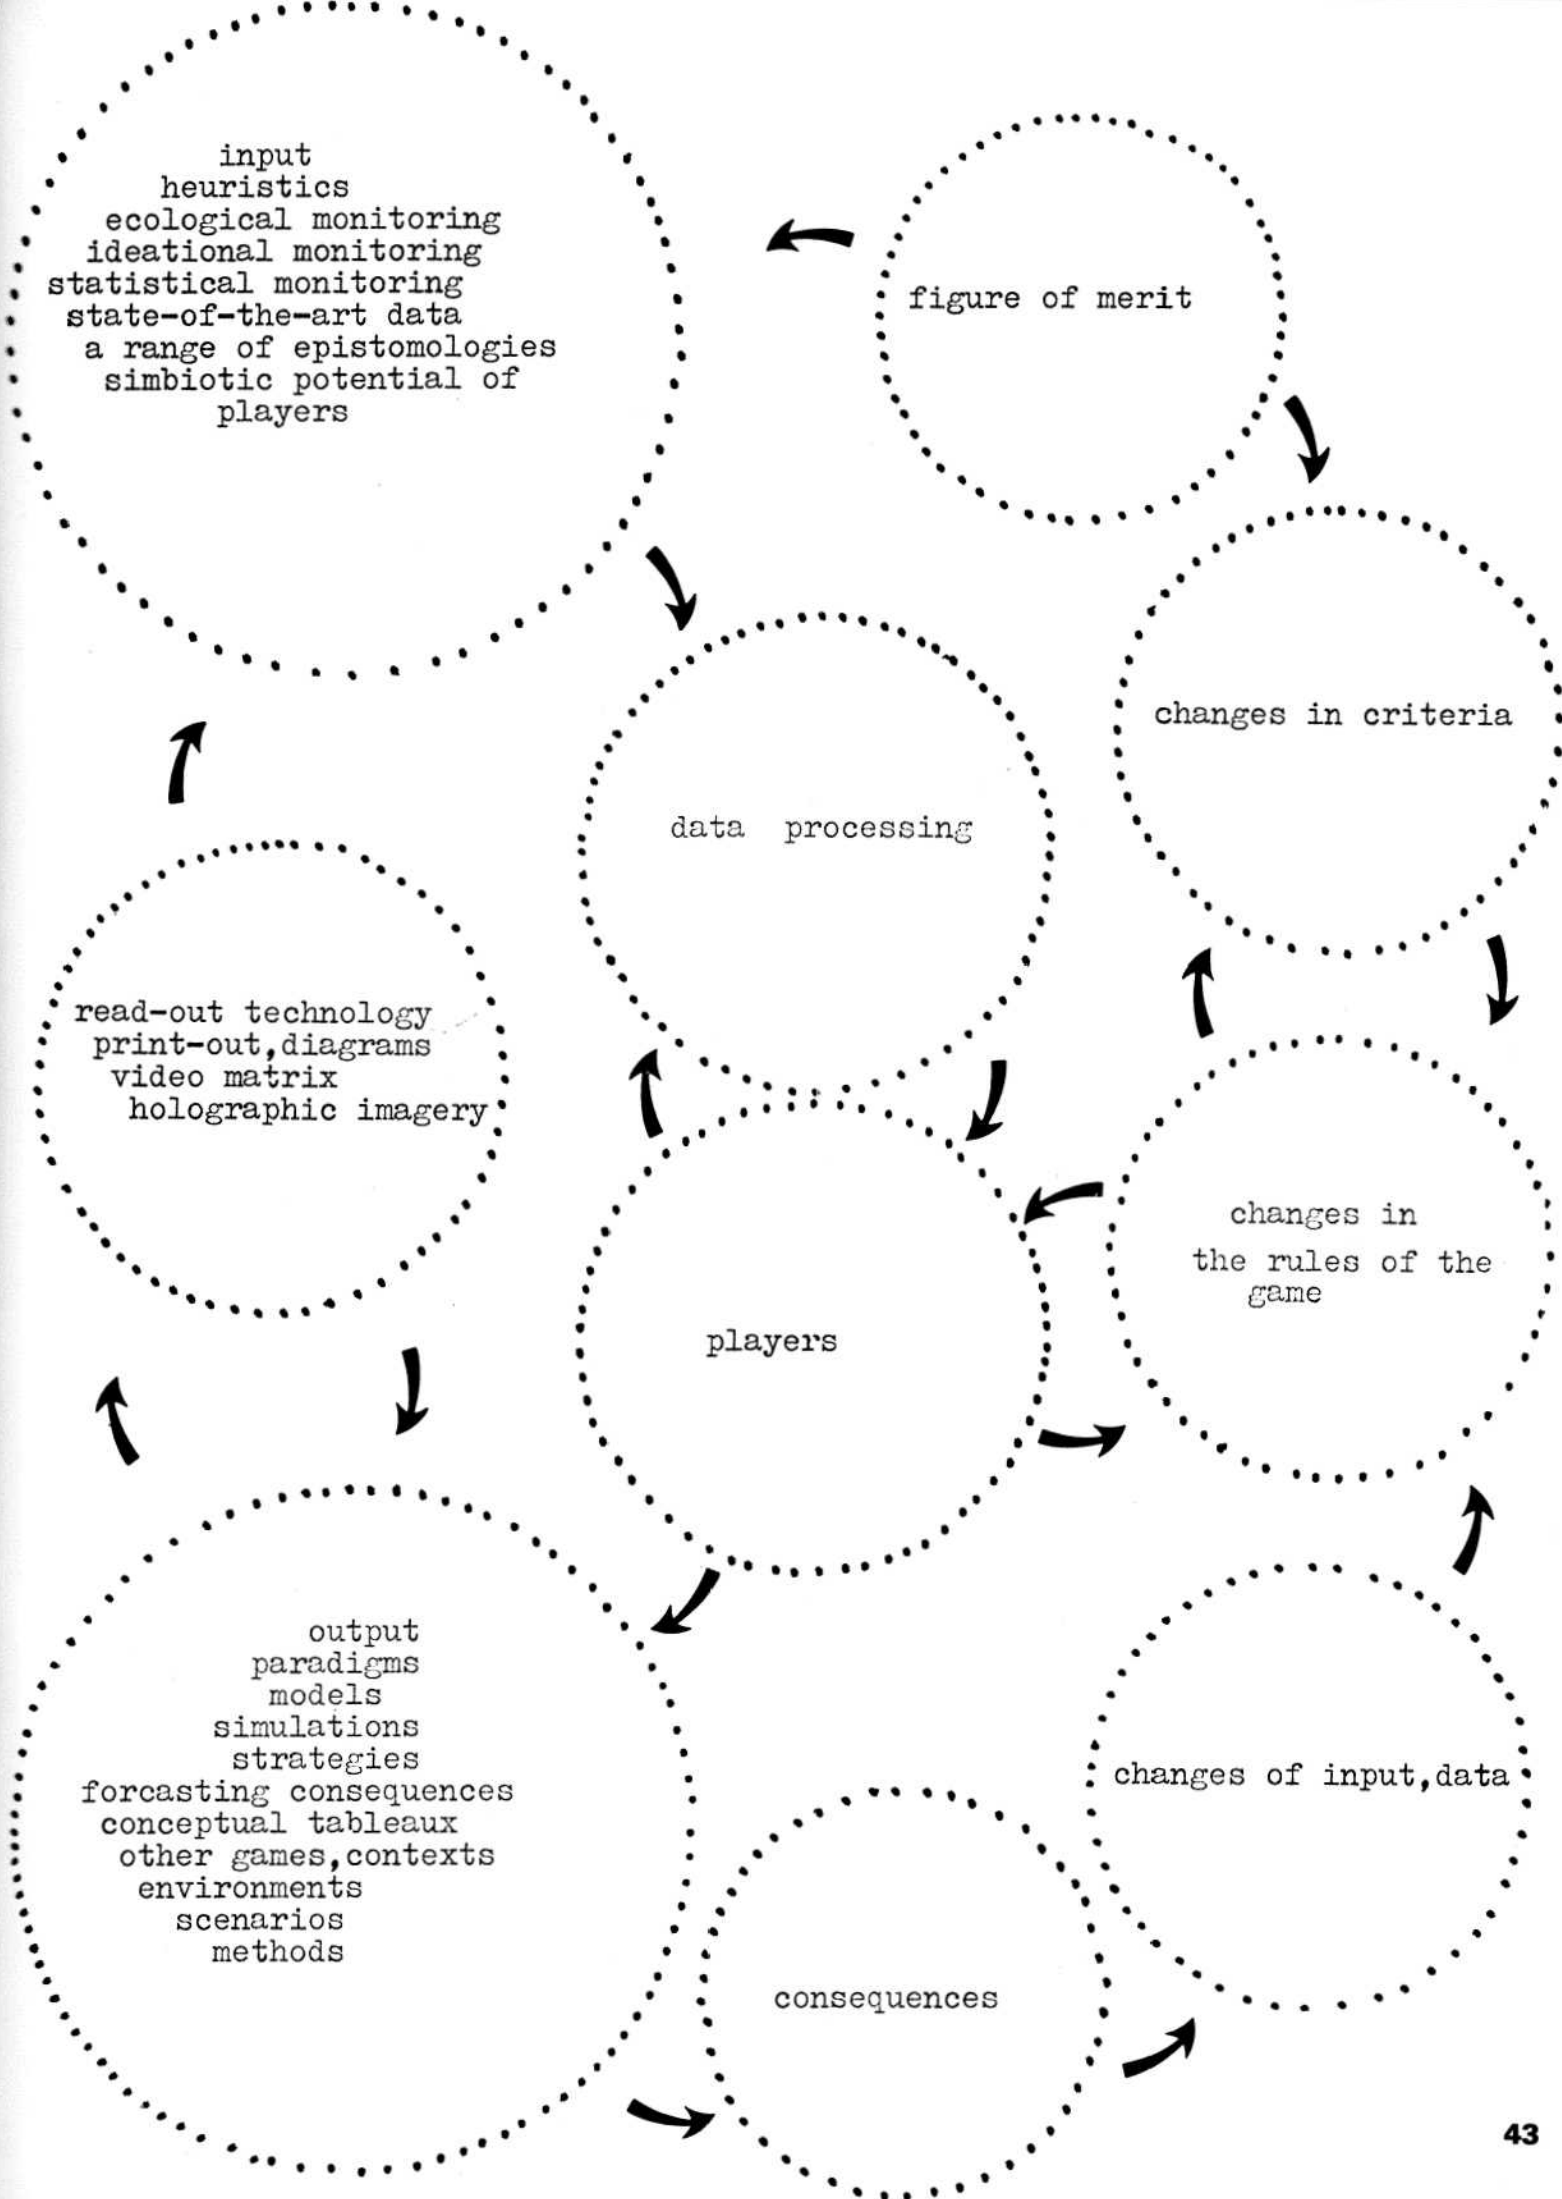 input
heuristics
ecological monitoring
ideational monitoring
statistical monitoring
state-of-the-art data
a range of epistomologies
simbiotic potential of
players
figure of merit
changes in criteria
data processing
read-out technology
print-out,diagrams
video matrix
holographic imagery
changes in
the rules of the
game
players
output
paradigms
models
simulations
strategies
forcasting consequences
conceptual tableaux
other games,contexts
environments
scenarios
methods
changes of input,data
consequences
43